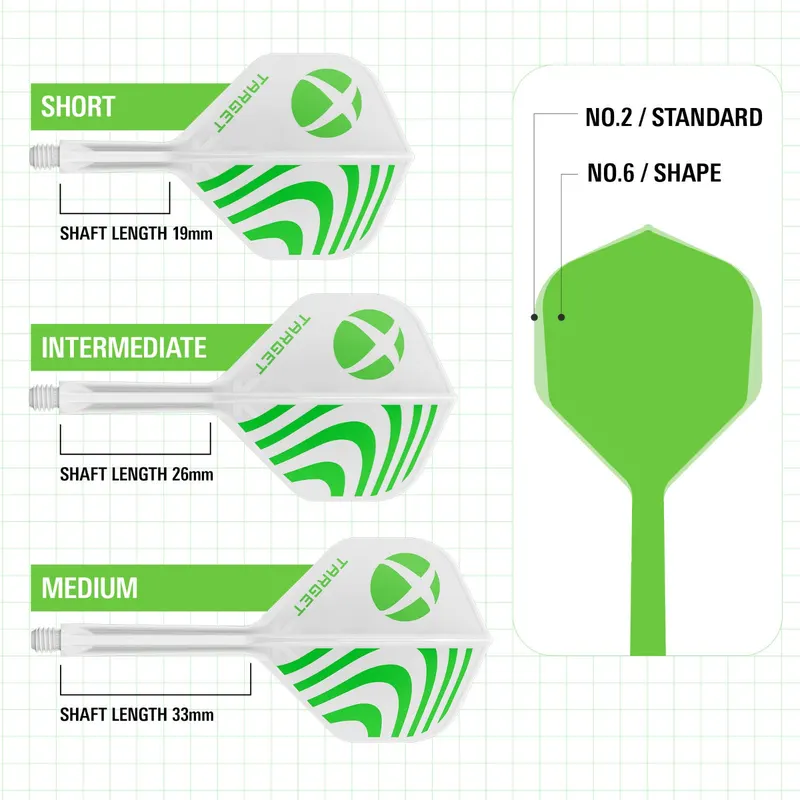 SHORT
TARGET
SHAFT LENGTH 19mm
INTERMEDIATE
TARGET
SHAFT LENGTH 26mm
MEDIUM
TARGET
SHAFT LENGTH 33mm
NO.2 / STANDARD
NO.6 / SHAPE